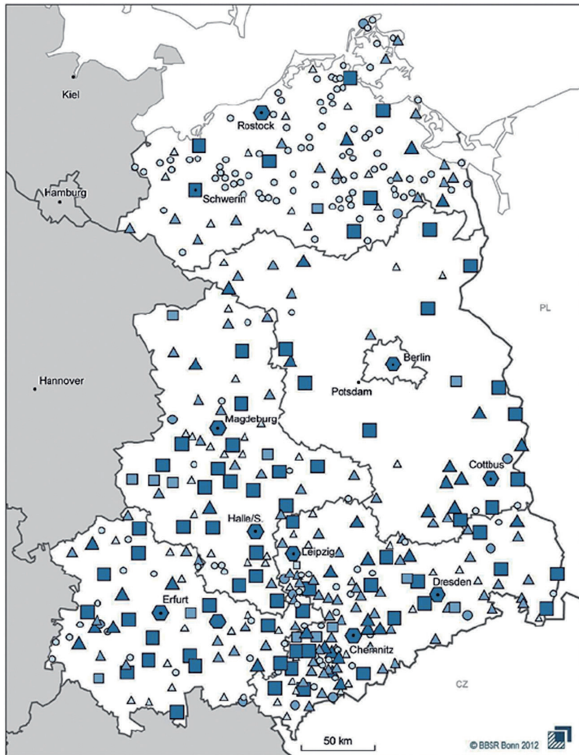 Kiel
Rostock
Hamburg
Schwerin
PL
Berlin
Hannover
Potsdam
Magdeburg
Cottbus
Halle/S.
Leipzig
Dresden
Erfurt
Chemnitz
CZ
50 km
© BBSR Bonn 2012